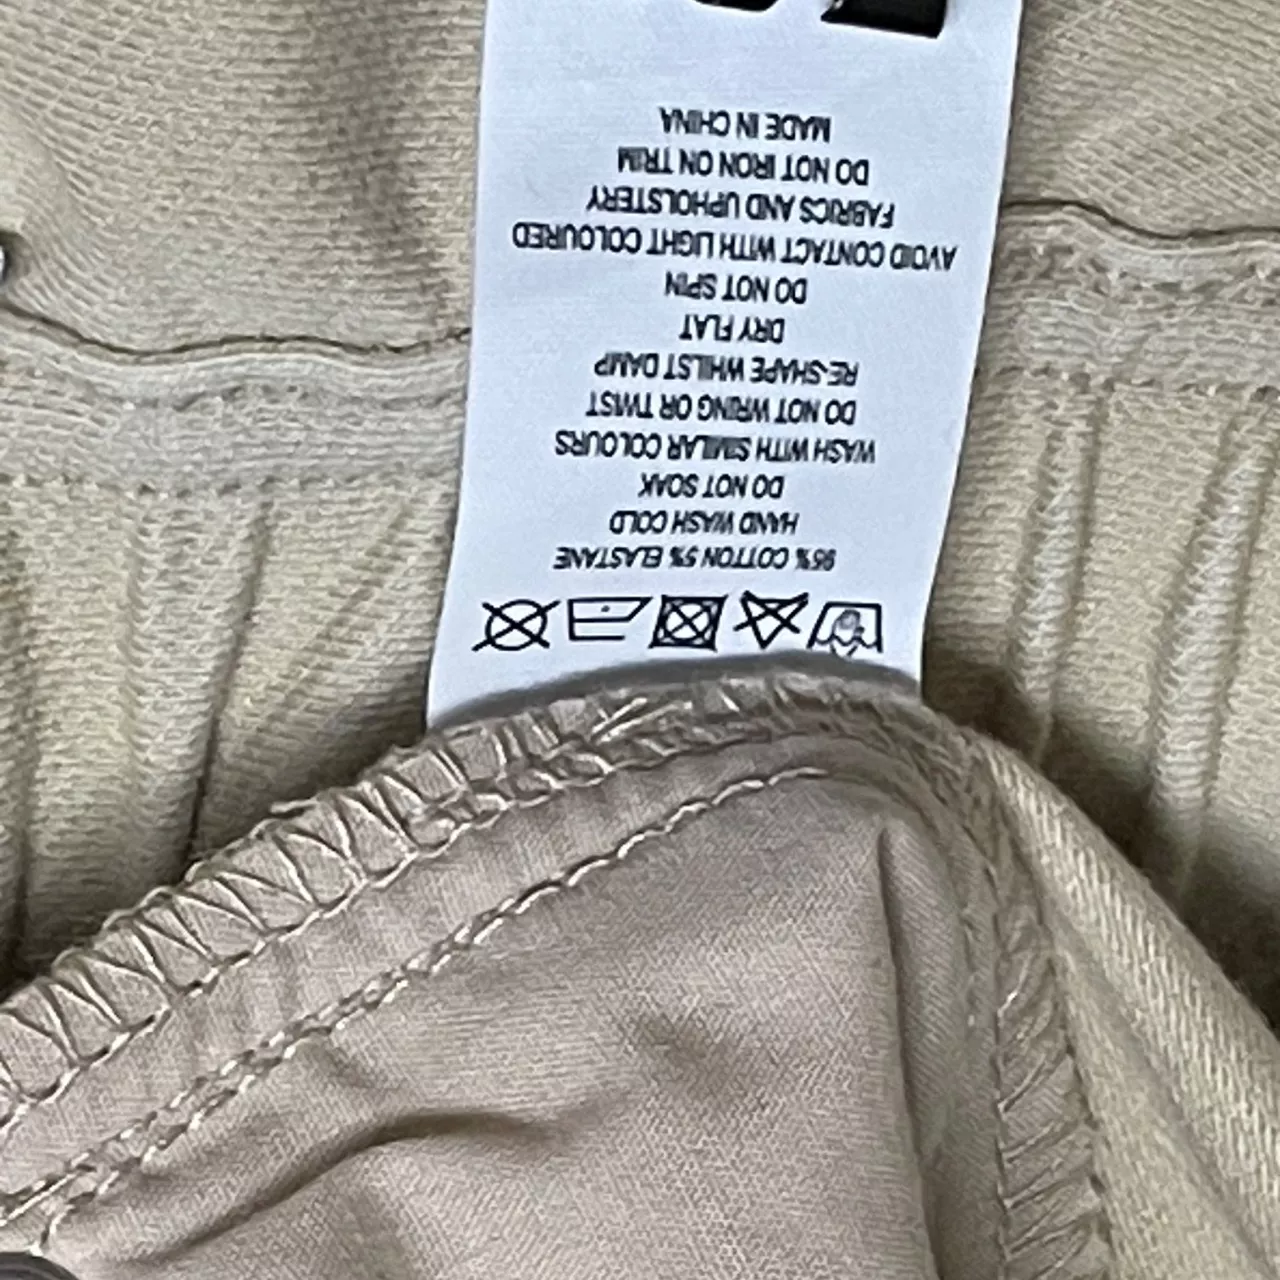 95% COTTON 5% ELASTANE
HAND WASH COLD
DO NOT SOAK
WASH WITH SIMILAR COLOURS
DO NOT WRING OR TWIST
RE-SHAPE WHILST DAMP
DRY FLAT
DO NOT SPIN
AVOID CONTACT WITH LIGHT COLOURED
FABRICS AND UPHOLSTERY
DO NOT IRON ON TRIM
MADE IN CHINA